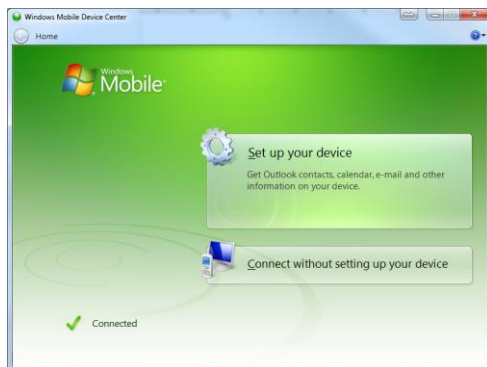 Windows Mobile Device Center
Home
Windows
Mobile
Set up your device
Get Outlook contacts, calendar, e-mail and other
information on your device.
Connect without setting up your device
Connected